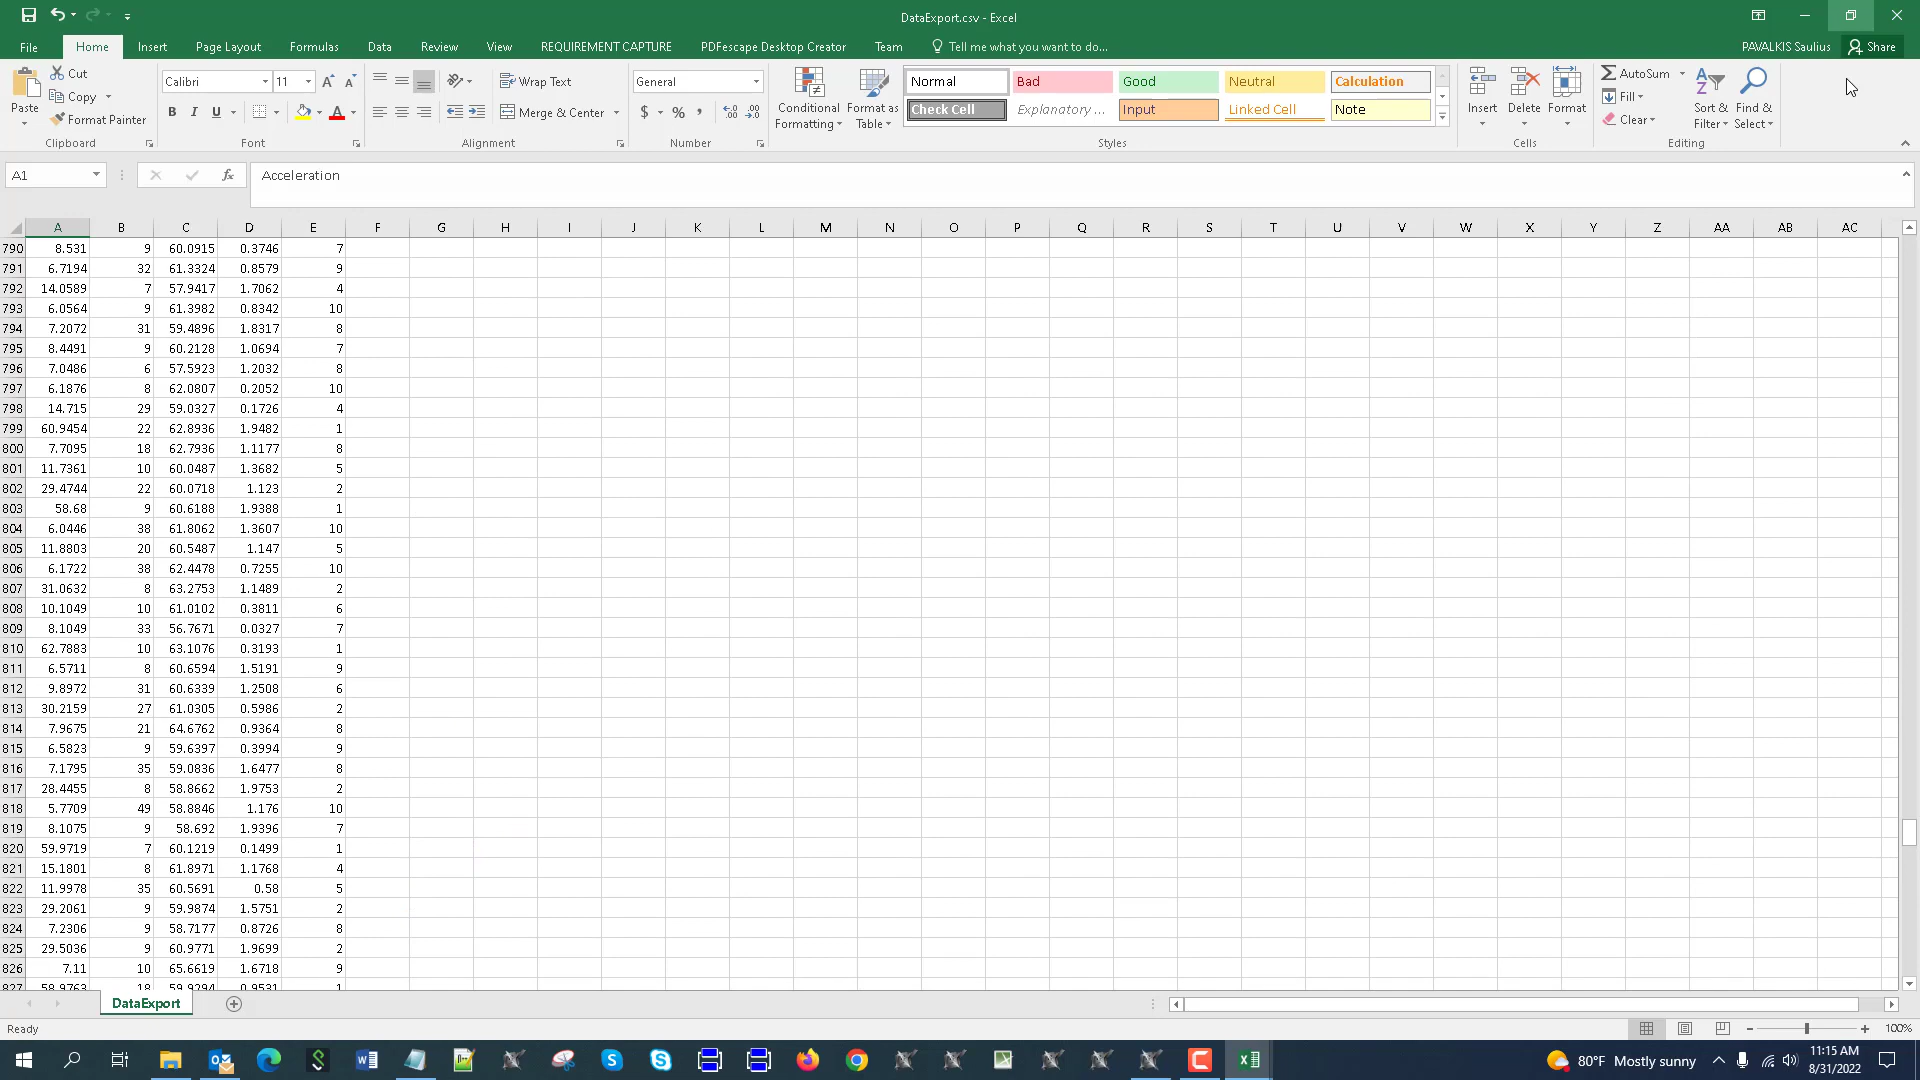 DataExport.csv - Excel
File Home Insert Page Layout Formulas Data Review View REQUIREMENT CAPTURE PDFescape Desktop Creator Team Tell me what you want to do... PAVALKIS Saulius Share
Paste Cut Copy Format Painter Clipboard
Calibri 11 B I U Font
Wrap Text Merge & Center Alignment
General $ % , Number
Conditional Formatting Format as Table
Normal Bad Good Neutral Calculation
Check Cell Explanatory ... Input Linked Cell Note
Styles
Insert Delete Format Cells
AutoSum Fill Clear Sort & Filter Find & Select Editing
A1 fx Acceleration
A B C D E F G H I J K L M N O P Q R S T U V W X Y Z AA AB AC
790 8.531 9 60.0915 0.3746 7
791 6.7194 32 61.3324 0.8579 9
792 14.0589 7 57.9417 1.7062 4
793 6.0564 9 61.3982 0.8342 10
794 7.2072 31 59.4896 1.8317 8
795 8.4491 9 60.2128 1.0694 7
796 7.0486 6 57.5923 1.2032 8
797 6.1876 8 62.0807 0.2052 10
798 14.715 29 59.0327 0.1726 4
799 60.9454 22 62.8936 1.9482 1
800 7.7095 18 62.7936 1.1177 8
801 11.7361 10 60.0487 1.3682 5
802 29.4744 22 60.0718 1.123 2
803 58.68 9 60.6188 1.9388 1
804 6.0446 38 61.8062 1.3607 10
805 11.8803 20 60.5487 1.147 5
806 6.1722 38 62.4478 0.7255 10
807 31.0632 8 63.2753 1.1489 2
808 10.1049 10 61.0102 0.3811 6
809 8.1049 33 56.7671 0.0327 7
810 62.7883 10 63.1076 0.3193 1
811 6.5711 8 60.6594 1.5191 9
812 9.8972 31 60.6339 1.2508 6
813 30.2159 27 61.0305 0.5986 2
814 7.9675 21 64.6762 0.9364 8
815 6.5823 9 59.6397 0.3994 9
816 7.1795 35 59.0836 1.6477 8
817 28.4455 8 58.8662 1.9753 2
818 5.7709 49 58.8846 1.176 10
819 8.1075 9 58.692 1.9396 7
820 59.9719 7 60.1219 0.1499 1
821 15.1801 8 61.8971 1.1768 4
822 11.9978 35 60.5691 0.58 5
823 29.2061 9 59.9874 1.5751 2
824 7.2306 9 58.7177 0.8726 8
825 29.5036 9 60.9771 1.9699 2
826 7.11 10 65.6619 1.6718 9
827 58.9763 18 59.9294 0.9531 1
DataExport
Ready 100%
80°F Mostly sunny 11:15 AM
8/31/2022